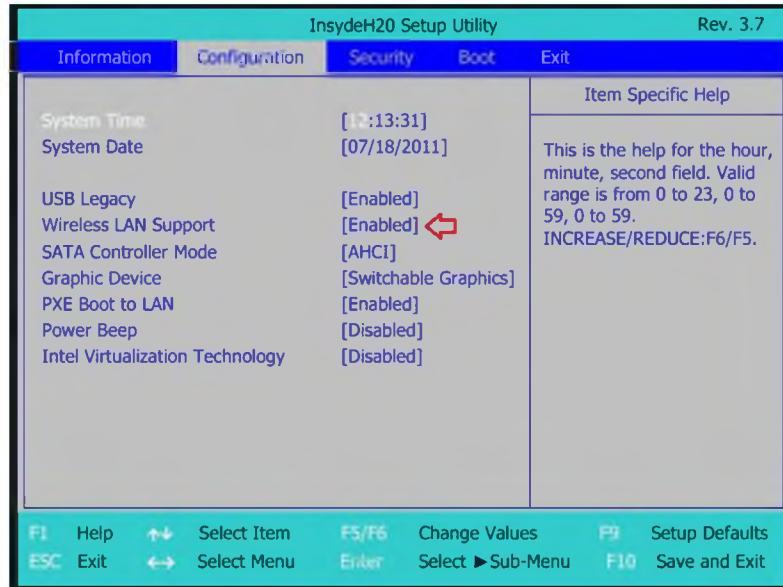 InsydeH20 Setup Utility Rev. 3.7
Information Configuration Security Boot Exit
Item Specific Help
System Time [12:13:31]
System Date [07/18/2011]
This is the help for the hour,
minute, second field. Valid
range is from 0 to 23, 0 to
59, 0 to 59.
INCREASE/REDUCE:F6/F5.
USB Legacy [Enabled]
Wireless LAN Support [Enabled]
SATA Controller Mode [AHCI]
Graphic Device [Switchable Graphics]
PXE Boot to LAN [Enabled]
Power Beep [Disabled]
Intel Virtualization Technology [Disabled]
F1 Help Select Item F5/F6 Change Values F9 Setup Defaults
ESC Exit Select Menu Enter Select ►Sub-Menu F10 Save and Exit